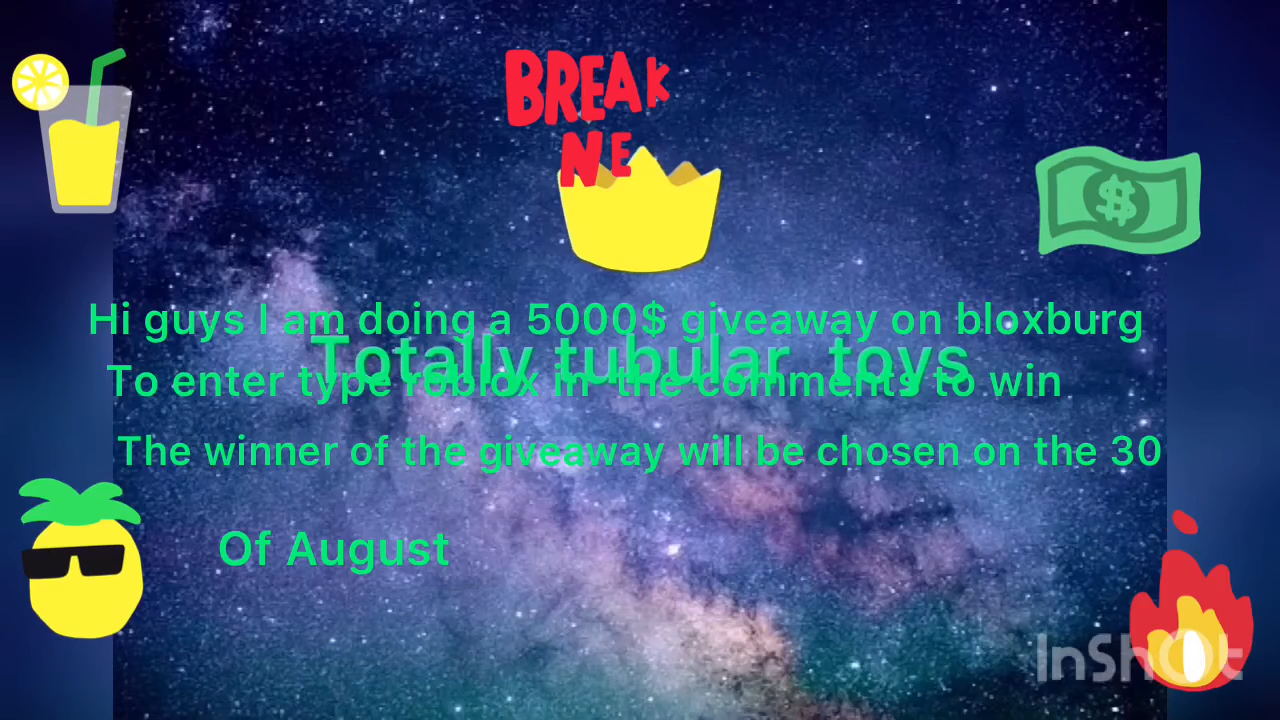 BREAK
NE
Hi guys I am doing a 5000$ giveaway on bloxburg
Totally tubular toys
To enter type roblox in the comments to win
The winner of the giveaway will be chosen on the 30
Of August
InShOt